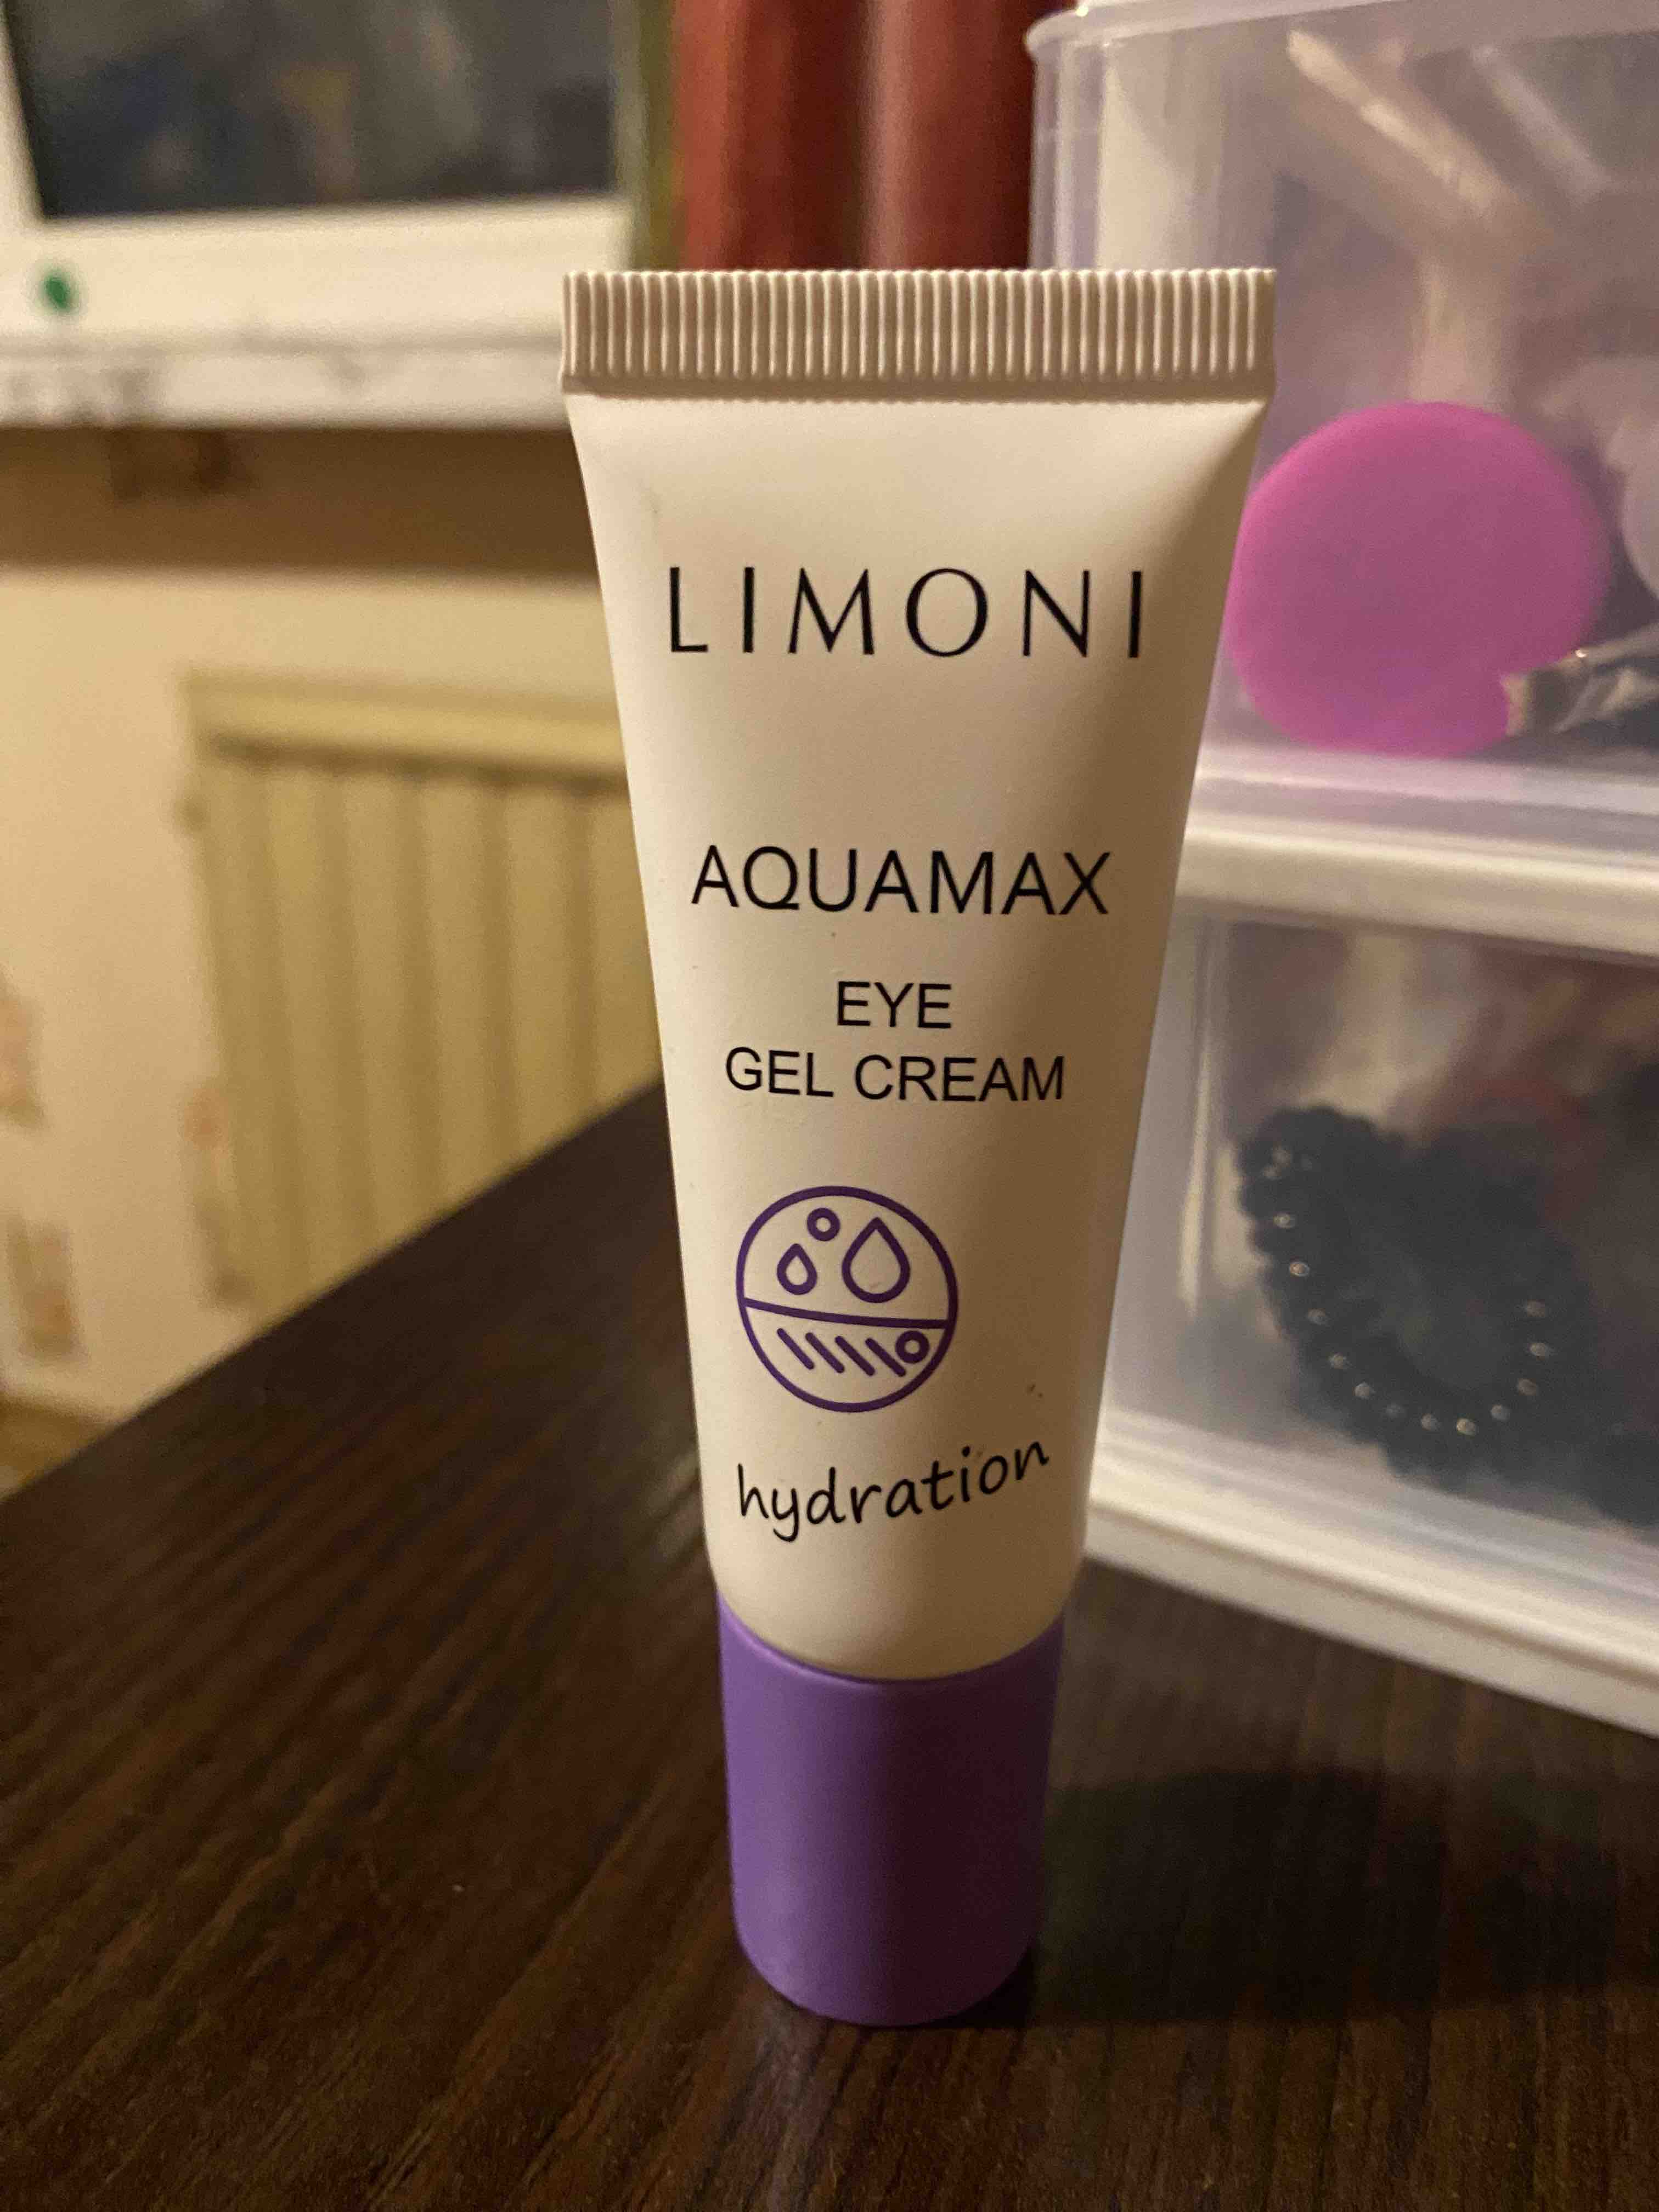 LIMONI
AQUAMAX
EYE
GEL CREAM
hydration